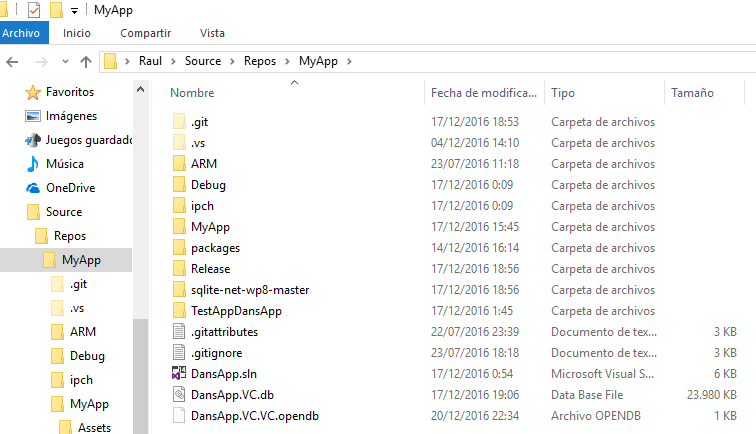 MyApp
Archivo Inicio Compartir Vista
Raul Source Repos MyApp
Nombre Fecha de modifica... Tipo Tamaño
Favoritos
Imágenes
Juegos guardado
Música
OneDrive
Source
Repos
MyApp
.git
.vs
ARM
Debug
ipch
MyApp
Assets
.git 17/12/2016 18:53 Carpeta de archivos
.vs 04/12/2016 14:10 Carpeta de archivos
ARM 23/07/2016 11:18 Carpeta de archivos
Debug 17/12/2016 0:09 Carpeta de archivos
ipch 17/12/2016 0:09 Carpeta de archivos
MyApp 17/12/2016 15:45 Carpeta de archivos
packages 14/12/2016 16:14 Carpeta de archivos
Release 17/12/2016 18:56 Carpeta de archivos
sqlite-net-wp8-master 17/12/2016 18:56 Carpeta de archivos
TestAppDansApp 17/12/2016 1:45 Carpeta de archivos
.gitattributes 22/07/2016 23:39 Documento de tex... 3 KB
.gitignore 23/07/2016 18:18 Documento de tex... 3 KB
DansApp.sln 17/12/2016 0:54 Microsoft Visual S... 6 KB
DansApp.VC.db 17/12/2016 19:06 Data Base File 23.980 KB
DansApp.VC.VC.opendb 20/12/2016 22:34 Archivo OPENDB 1 KB